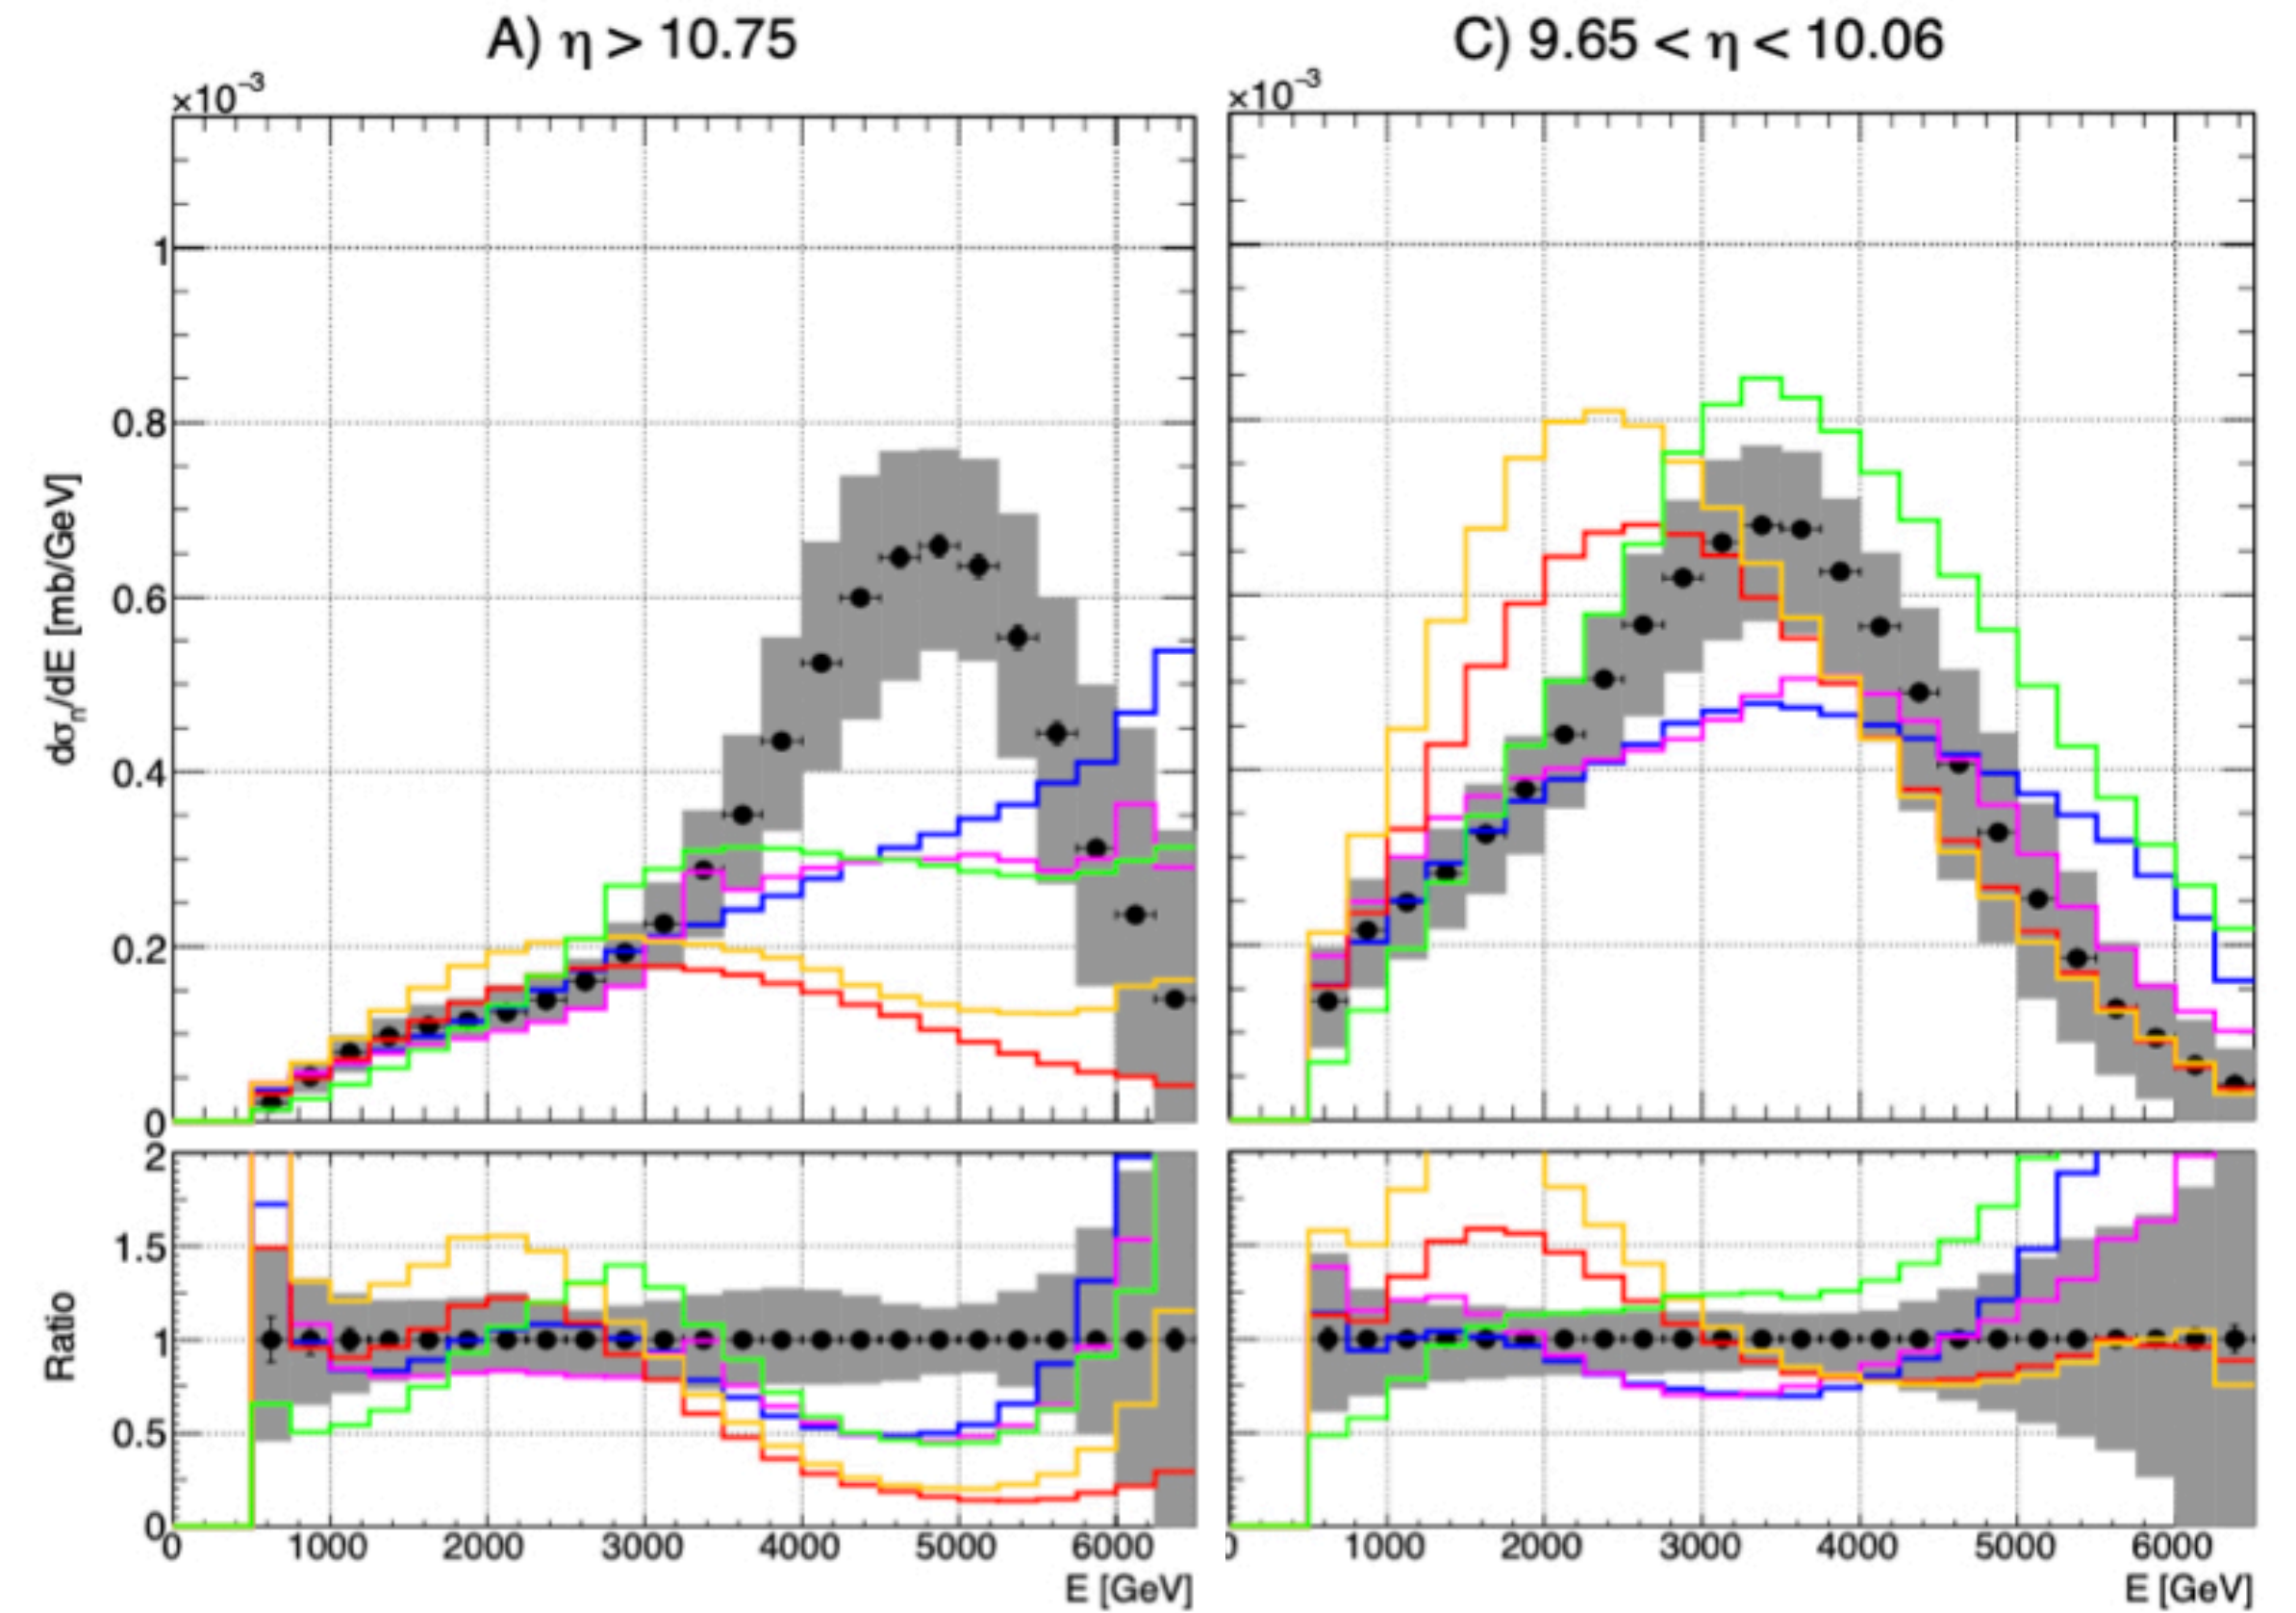 A) η > 10.75
C) 9.65 < η < 10.06
×10⁻³
×10⁻³
dσₙ/dE [mb/GeV]
1
0.8
0.6
0.4
0.2
0
Ratio
2
1.5
1
0.5
0
0 1000 2000 3000 4000 5000 6000
E [GeV]
0 1000 2000 3000 4000 5000 6000
E [GeV]